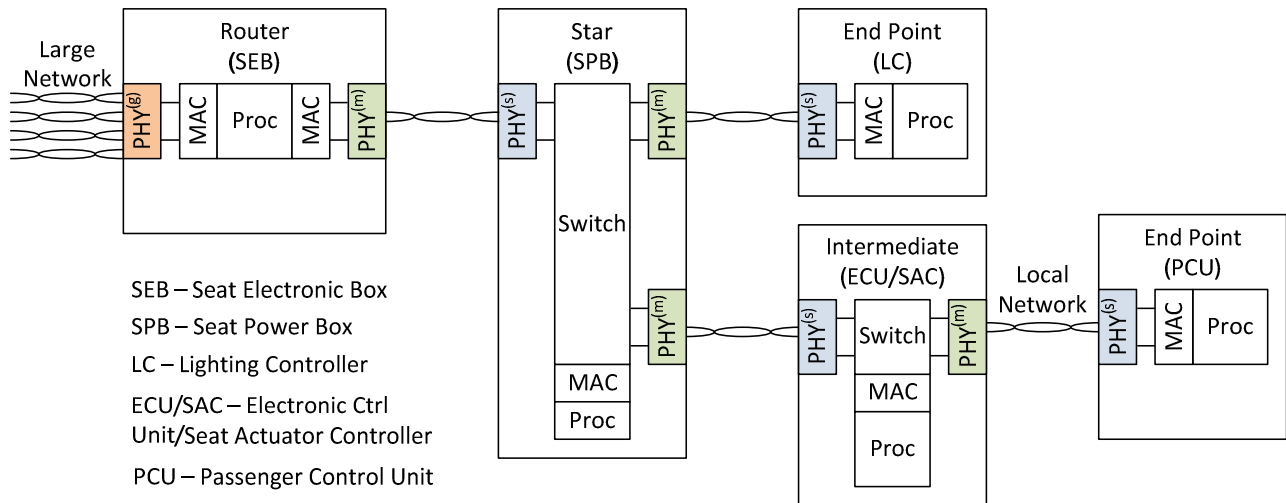 Large
Network
Router
(SEB)
PHY(g)
MAC
Proc
MAC
PHY(m)
Star
(SPB)
PHY(s)
Switch
MAC
Proc
PHY(m)
PHY(m)
End Point
(LC)
PHY(s)
MAC
Proc
Intermediate
(ECU/SAC)
PHY(s)
Switch
MAC
Proc
PHY(m)
Local
Network
End Point
(PCU)
PHY(s)
MAC
Proc
SEB – Seat Electronic Box
SPB – Seat Power Box
LC – Lighting Controller
ECU/SAC – Electronic Ctrl
Unit/Seat Actuator Controller
PCU – Passenger Control Unit